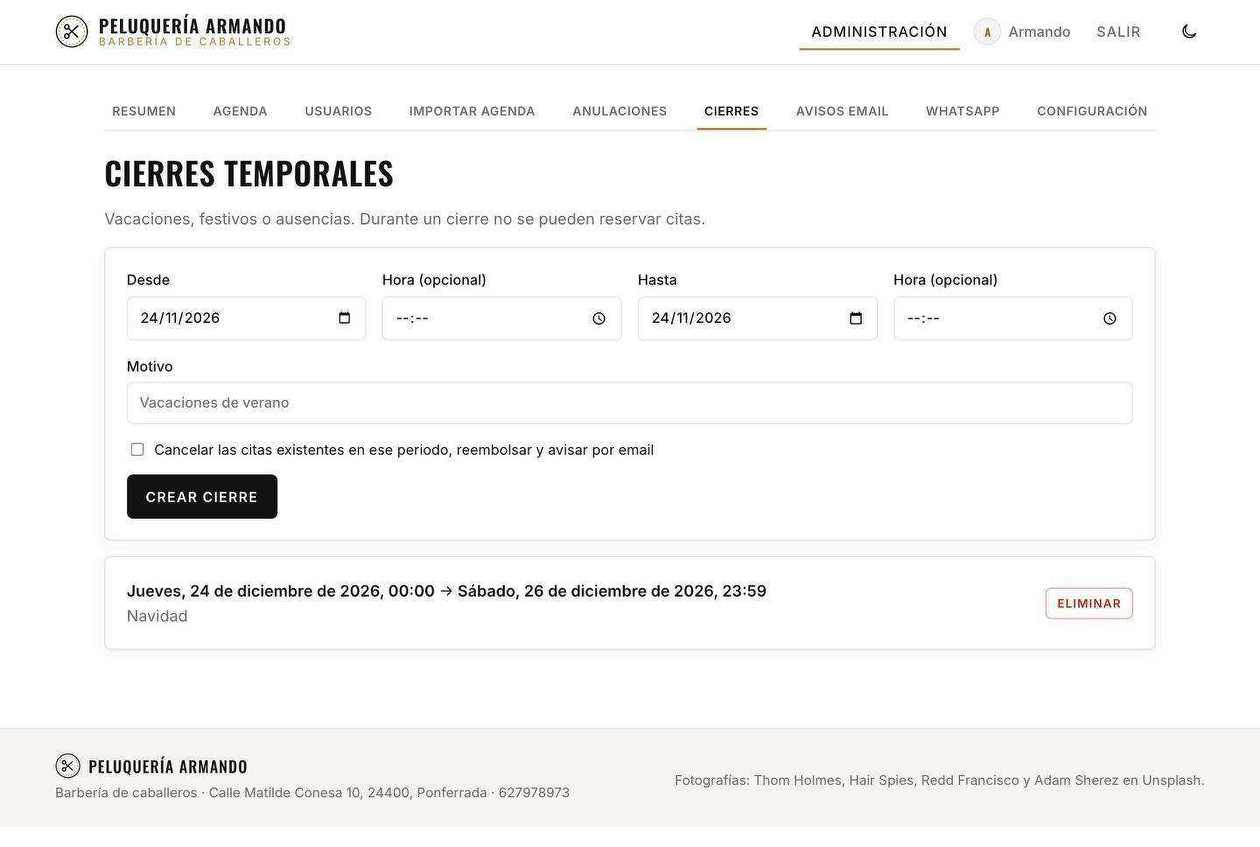 PELUQUERÍA ARMANDO
BARBERÍA DE CABALLEROS
ADMINISTRACIÓN
A
Armando
SALIR
RESUMEN
AGENDA
USUARIOS
IMPORTAR AGENDA
ANULACIONES
CIERRES
AVISOS EMAIL
WHATSAPP
CONFIGURACIÓN
CIERRES TEMPORALES
Vacaciones, festivos o ausencias. Durante un cierre no se pueden reservar citas.
Desde
Hora (opcional)
Hasta
Hora (opcional)
24/11/2026
--:--
24/11/2026
--:--
Motivo
Vacaciones de verano
Cancelar las citas existentes en ese periodo, reembolsar y avisar por email
CREAR CIERRE
Jueves, 24 de diciembre de 2026, 00:00 → Sábado, 26 de diciembre de 2026, 23:59
Navidad
ELIMINAR
PELUQUERÍA ARMANDO
Barbería de caballeros · Calle Matilde Conesa 10, 24400, Ponferrada · 627978973
Fotografías: Thom Holmes, Hair Spies, Redd Francisco y Adam Sherez en Unsplash.